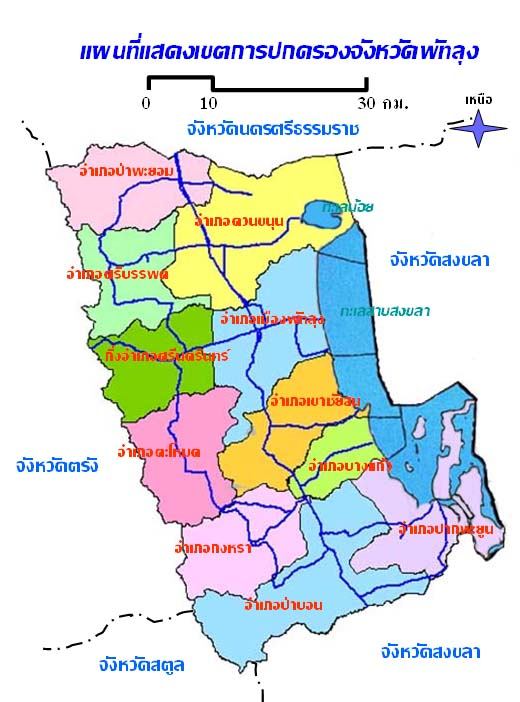 แผนที่แสดงเขตการปกครองจังหวัดพัทลุง
0 10 30 กม.
เหนือ
จังหวัดนครศรีธรรมราช
อำเภอป่าพะยอม
ทะเลน้อย
อำเภอควนขนุน
จังหวัดสงขลา
อำเภอศรีบรรพต
ทะเลสาบสงขลา
อำเภอเมืองพัทลุง
กิ่งอำเภอศรีนครินทร์
อำเภอเขาชัยสน
อำเภอตะโหมด
จังหวัดตรัง
อำเภอบางแก้ว
อำเภอปากพะยูน
อำเภอกงหรา
อำเภอป่าบอน
จังหวัดสตูล
จังหวัดสงขลา